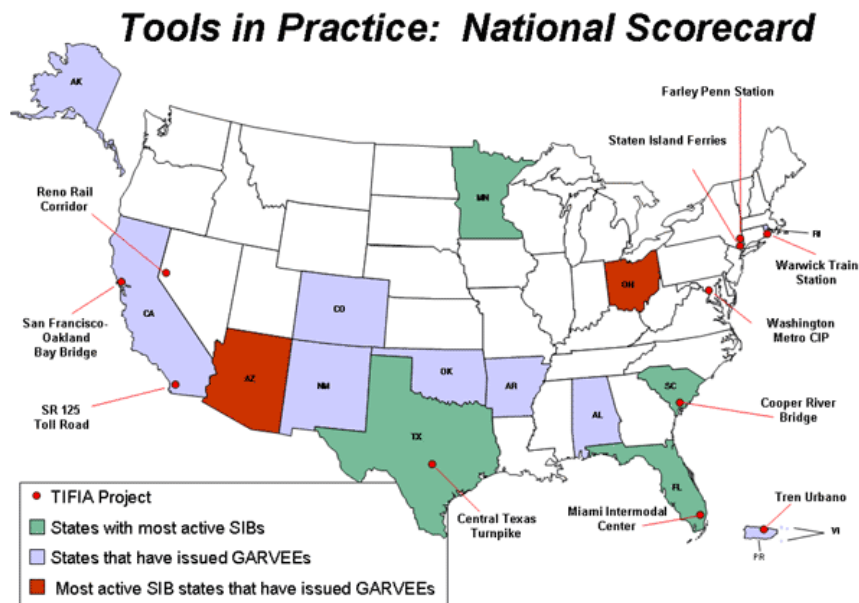 Tools in Practice: National Scorecard
AK
Farley Penn Station
Staten Island Ferries
Reno Rail
Corridor
MN
RI
Warwick Train
Station
OH
CA
CO
San Francisco-
Oakland
Bay Bridge
Washington
Metro CIP
AZ
NM
OK
AR
SC
AL
SR 125
Toll Road
Cooper River
Bridge
TX
FL
TIFIA Project
States with most active SIBs
States that have issued GARVEEs
Most active SIB states that have issued GARVEEs
Central Texas
Turnpike
Miami Intermodal
Center
Tren Urbano
VI
PR